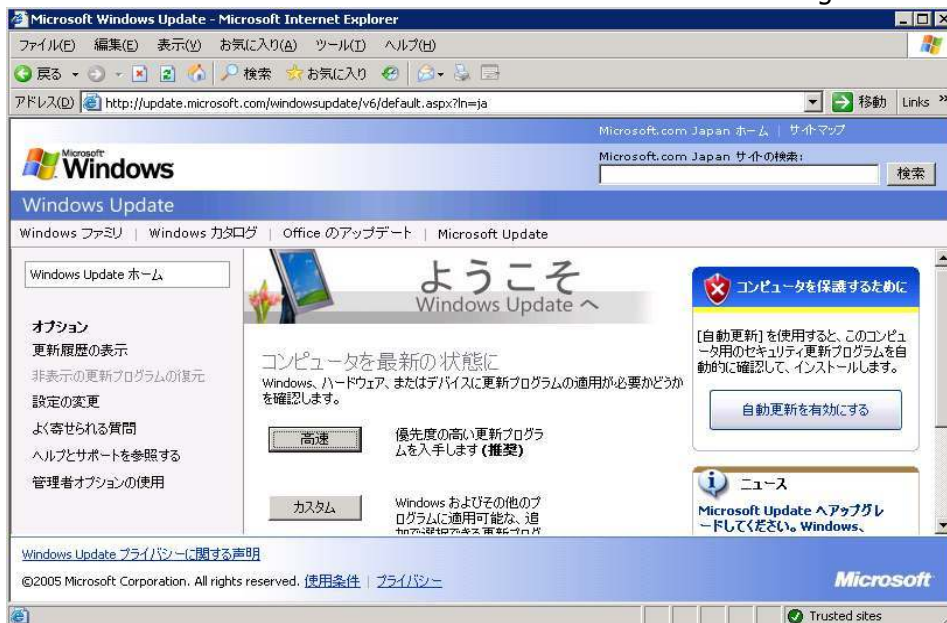 Microsoft Windows Update - Microsoft Internet Explorer
ファイル(F) 編集(E) 表示(V) お気に入り(A) ツール(T) ヘルプ(H)
戻る 検索 お気に入り
アドレス(D) http://update.microsoft.com/windowsupdate/v6/default.aspx?ln=ja 移動 Links »
Microsoft.com Japan ホーム | サイトマップ
Microsoft Windows
Microsoft.com Japan サイトの検索:
検索
Windows Update
Windows ファミリ | Windows カタログ | Office のアップデート | Microsoft Update
Windows Update ホーム
オプション
更新履歴の表示
非表示の更新プログラムの復元
設定の変更
よく寄せられる質問
ヘルプとサポートを参照する
管理者オプションの使用
ようこそ
Windows Update へ
コンピュータを最新の状態に
Windows、ハードウェア、またはデバイスに更新プログラムの適用が必要かどうか
を確認します。
高速
優先度の高い更新プログラ
ムを入手します (推奨)
カスタム
Windows およびその他のプ
ログラムに適用可能な、追
加で選択できる更新プログ
コンピュータを保護するために
[自動更新] を使用すると、このコンピュ
ータ用のセキュリティ更新プログラムを自
動的に確認して、インストールします。
自動更新を有効にする
ニュース
Microsoft Update へアップグレ
ードしてください。Windows、
Windows Update プライバシーに関する声明
©2005 Microsoft Corporation. All rights reserved. 使用条件 | プライバシー
Microsoft
Trusted sites